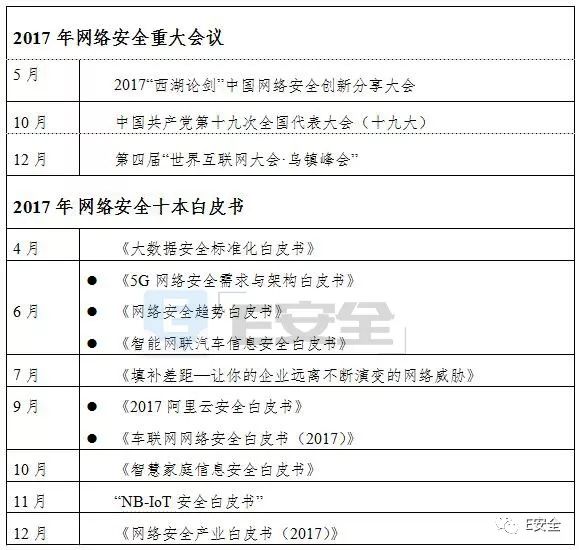 2017 年网络安全重大会议
5 月
2017“西湖论剑”中国网络安全创新分享大会
10 月
中国共产党第十九次全国代表大会（十九大）
12 月
第四届“世界互联网大会·乌镇峰会”
2017 年 网络安全十本白皮书
4 月
《大数据安全标准化白皮书》
6 月
● 《5G 网络安全需求与架构白皮书》
● 《网络安全趋势白皮书》
● 《智能网联汽车信息安全白皮书》
E安全
7 月
《填补差距—让你的企业远离不断演变的网络威胁》
9 月
● 《2017 阿里云安全白皮书》
● 《车联网网络安全白皮书（2017）》
10 月
《智慧家庭信息安全白皮书》
11 月
“NB-IoT 安全白皮书”
12 月
《网络安全产业白皮书（2017）》
E安全